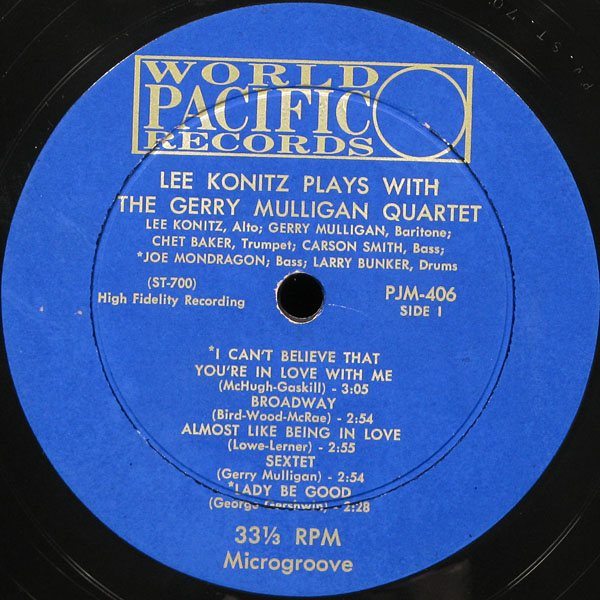 WORLD
PACIFIC
RECORDS
LEE KONITZ PLAYS WITH
THE GERRY MULLIGAN QUARTET
LEE KONITZ, Alto; GERRY MULLIGAN, Baritone;
CHET BAKER, Trumpet; CARSON SMITH, Bass;
*JOE MONDRAGON; Bass; LARRY BUNKER, Drums
(ST-700)
High Fidelity Recording
PJM-406
SIDE 1
*I CAN'T BELIEVE THAT
YOU'RE IN LOVE WITH ME
(McHugh-Gaskill) - 3:05
BROADWAY
(Bird-Wood-McRae) - 2:54
ALMOST LIKE BEING IN LOVE
(Lowe-Lerner) - 2:55
SEXTET
(Gerry Mulligan) - 2:54
*LADY BE GOOD
(George Gershwin) - 2:28
33⅓ RPM
Microgroove